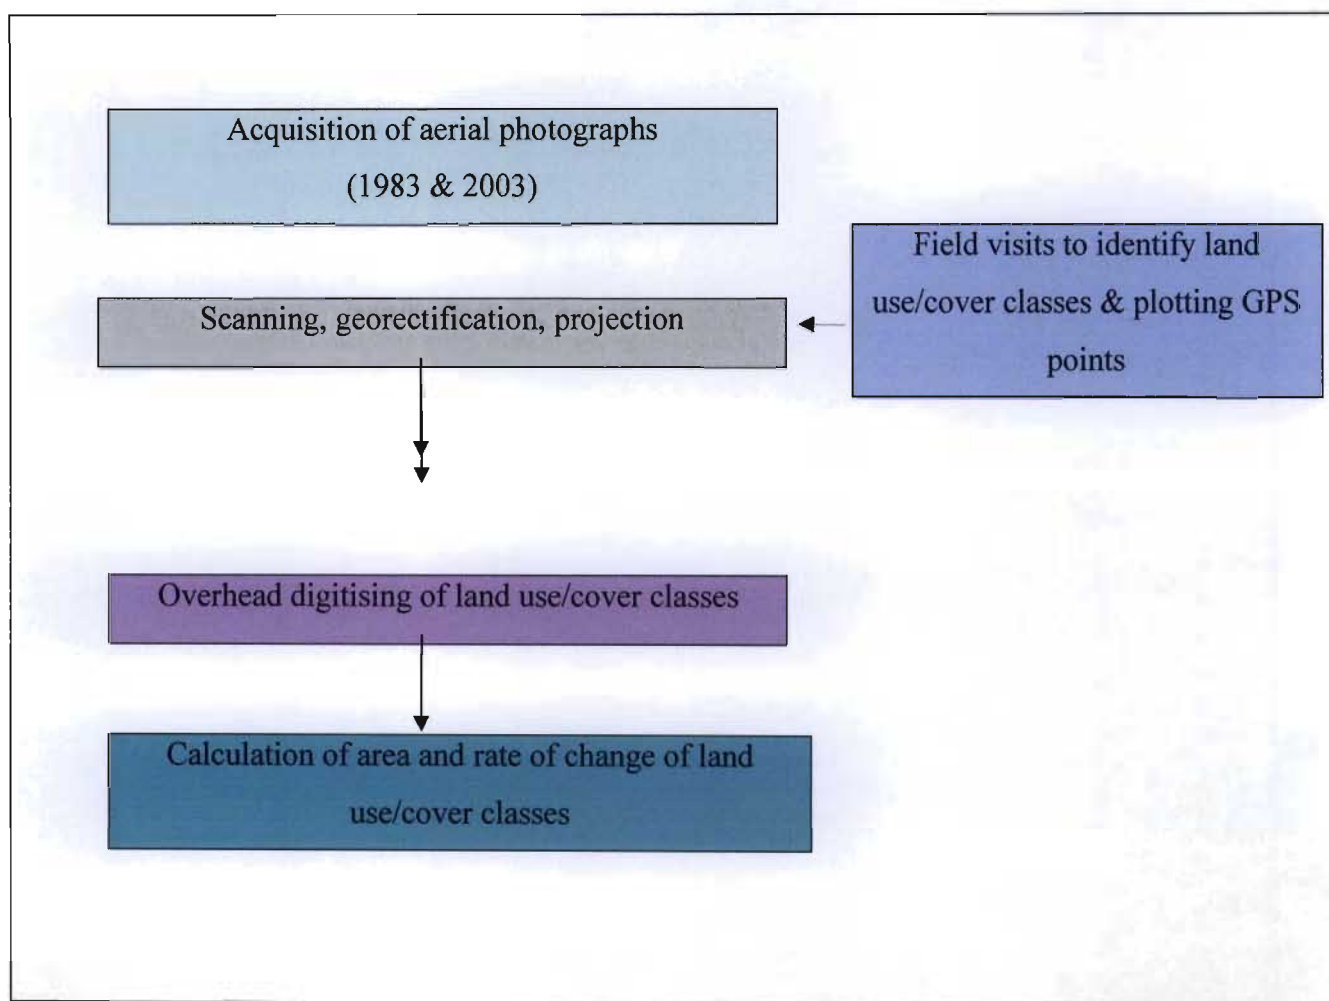 Acquisition of aerial photographs
(1983 & 2003)
Field visits to identify land
use/cover classes & plotting GPS
points
Scanning, georectification, projection
Overhead digitising of land use/cover classes
Calculation of area and rate of change of land
use/cover classes